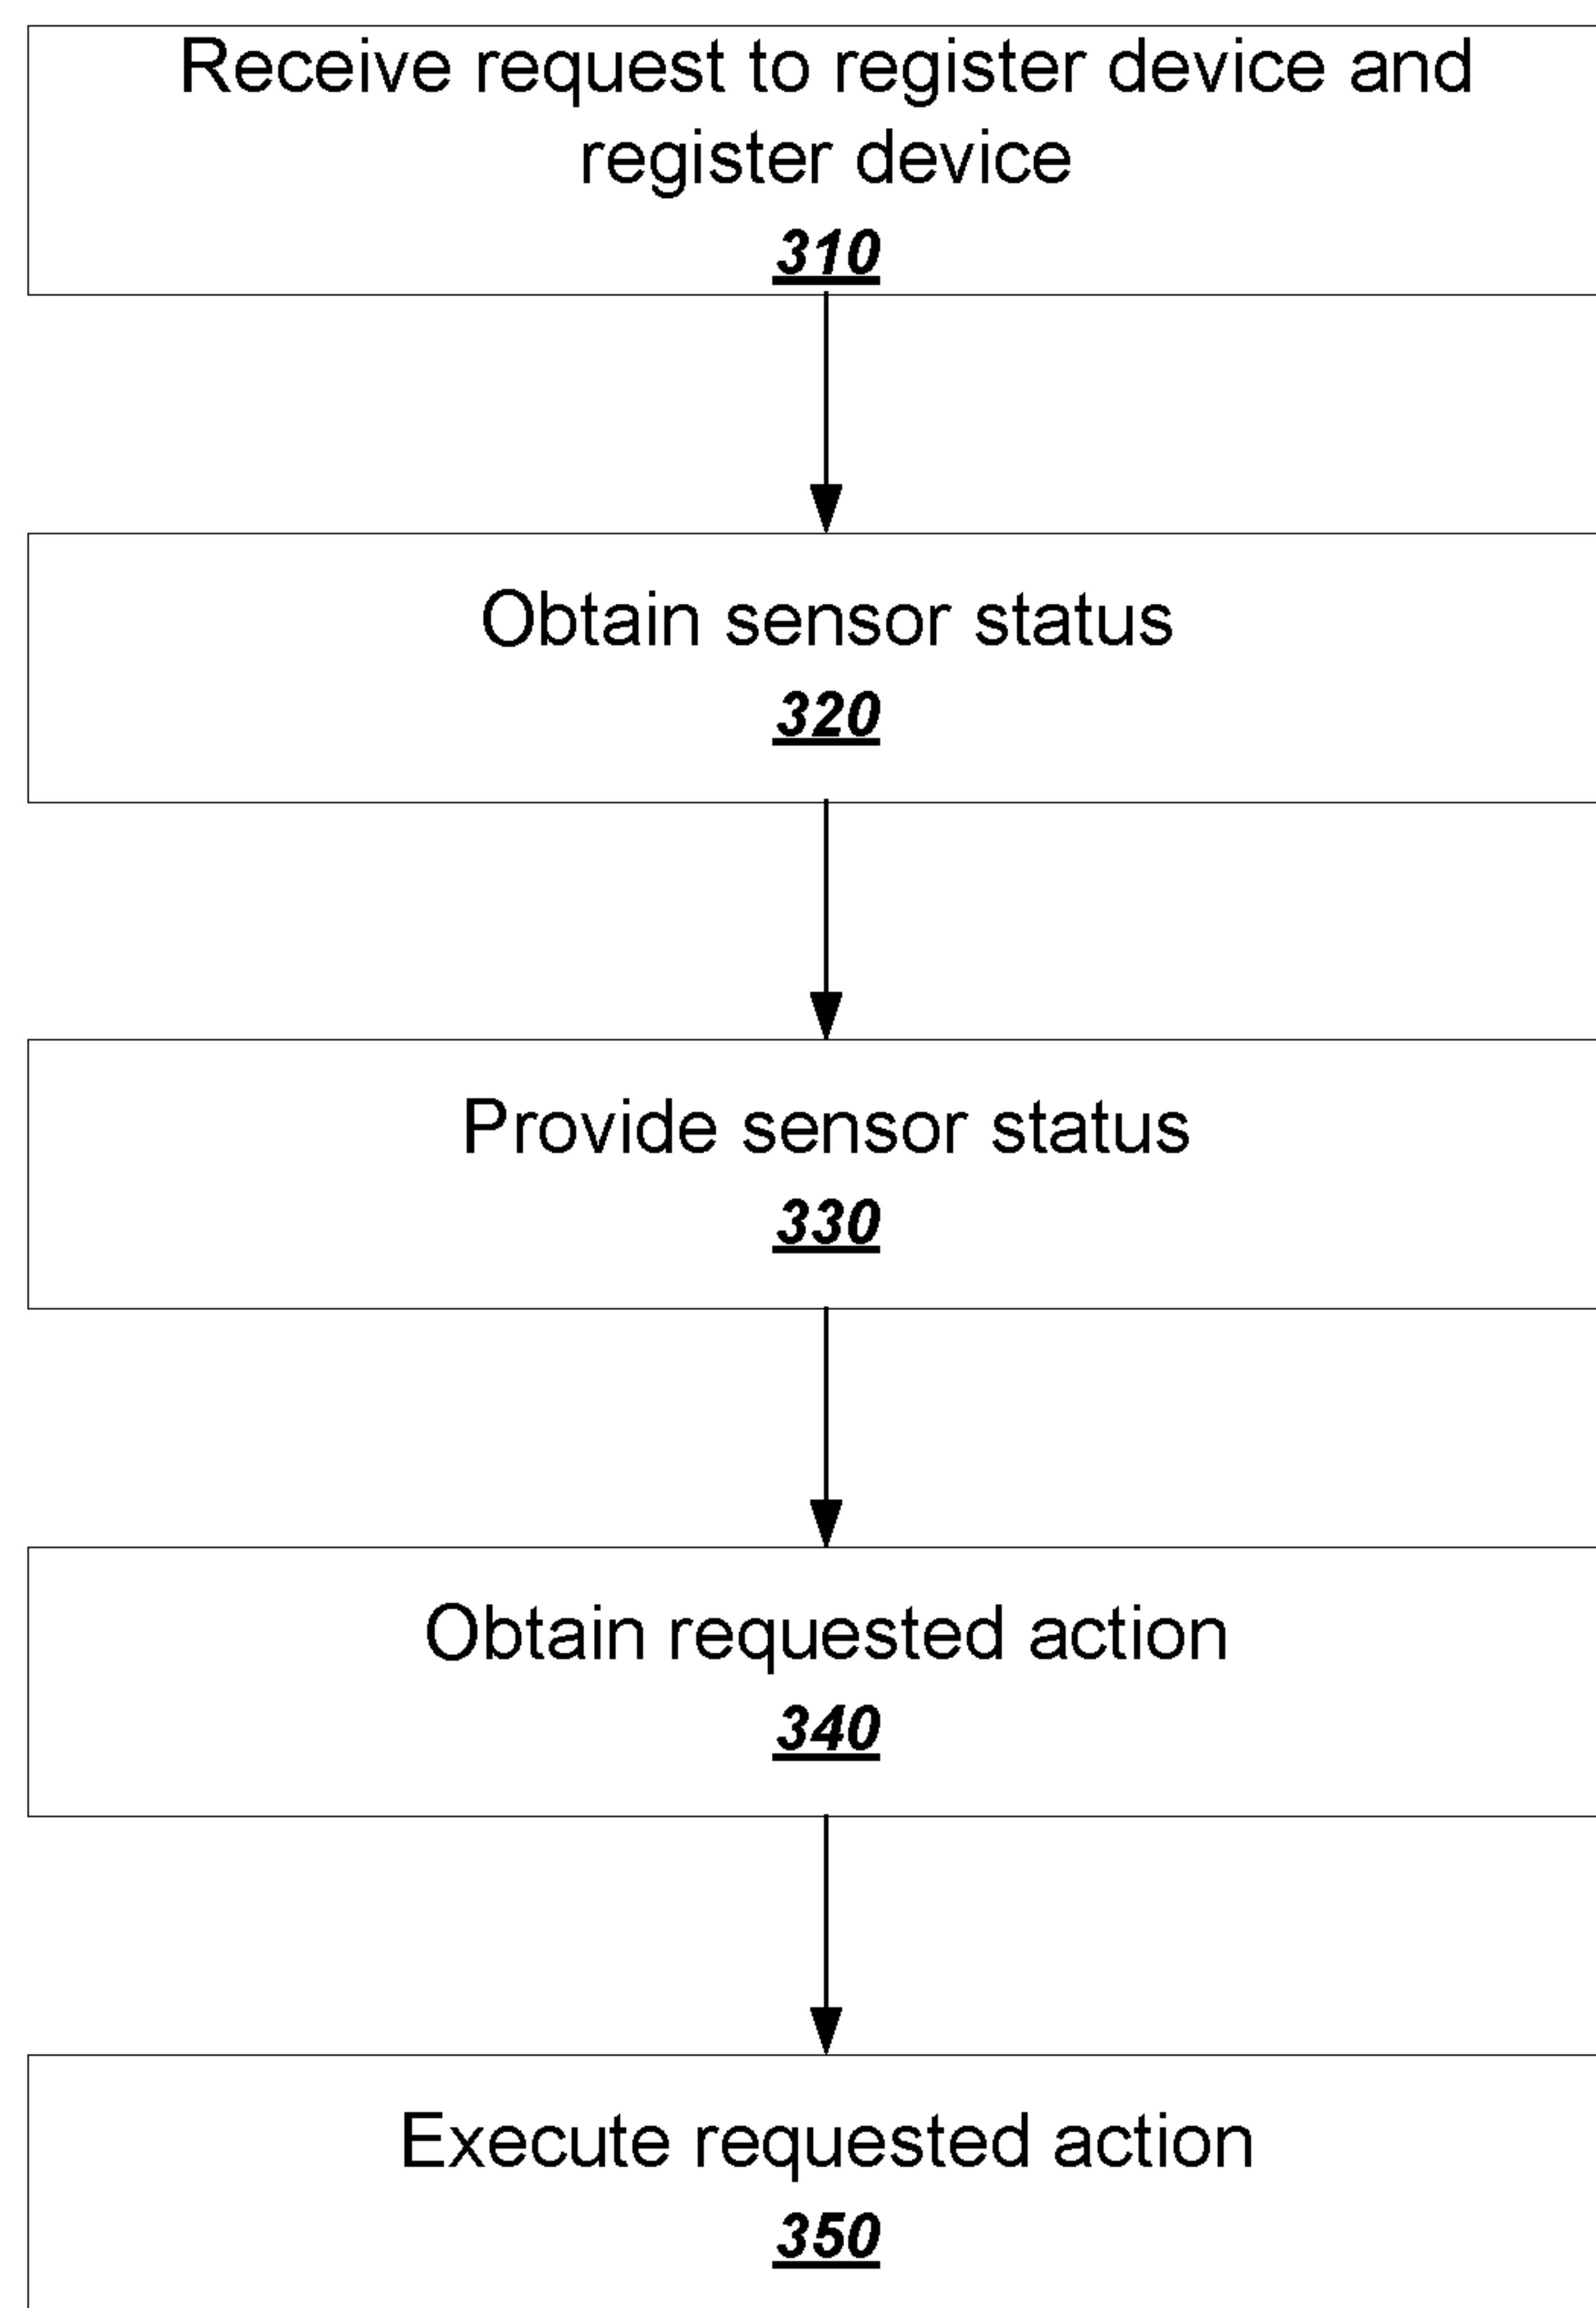 Receive request to register device and
register device
310
Obtain sensor status
320
Provide sensor status
330
Obtain requested action
340
Execute requested action
350